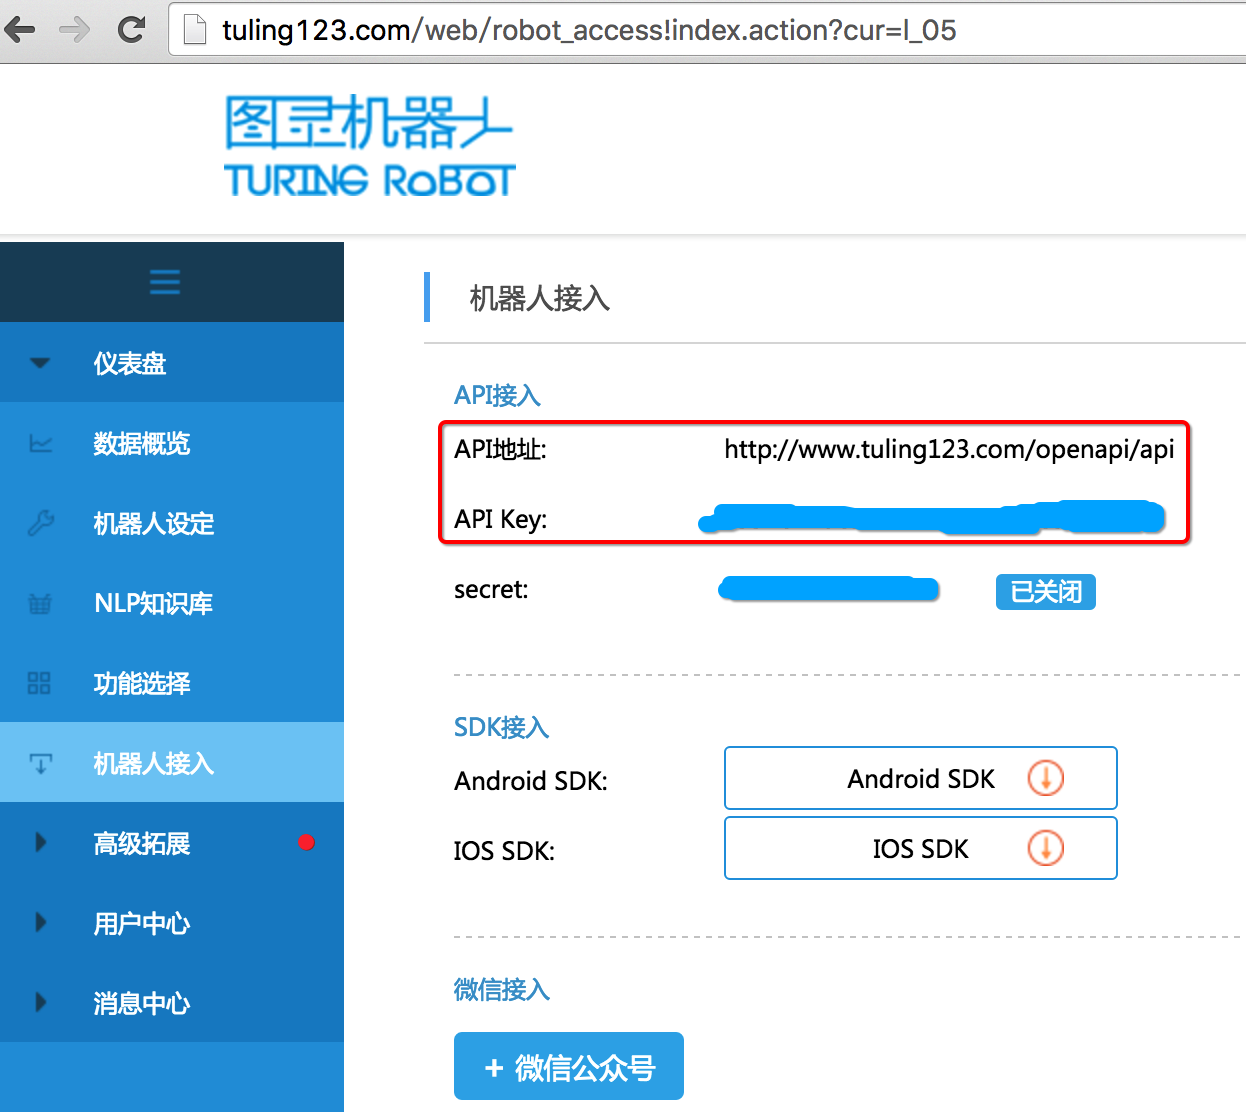 tuling123.com/web/robot_access!index.action?cur=l_05
图灵机器人
TURING ROBOT
仪表盘
数据概览
机器人设定
NLP知识库
功能选择
机器人接入
高级拓展
用户中心
消息中心
机器人接入
API接入
API地址: http://www.tuling123.com/openapi/api
API Key:
secret: 已关闭
SDK接入
Android SDK: Android SDK
IOS SDK: IOS SDK
微信接入
+ 微信公众号